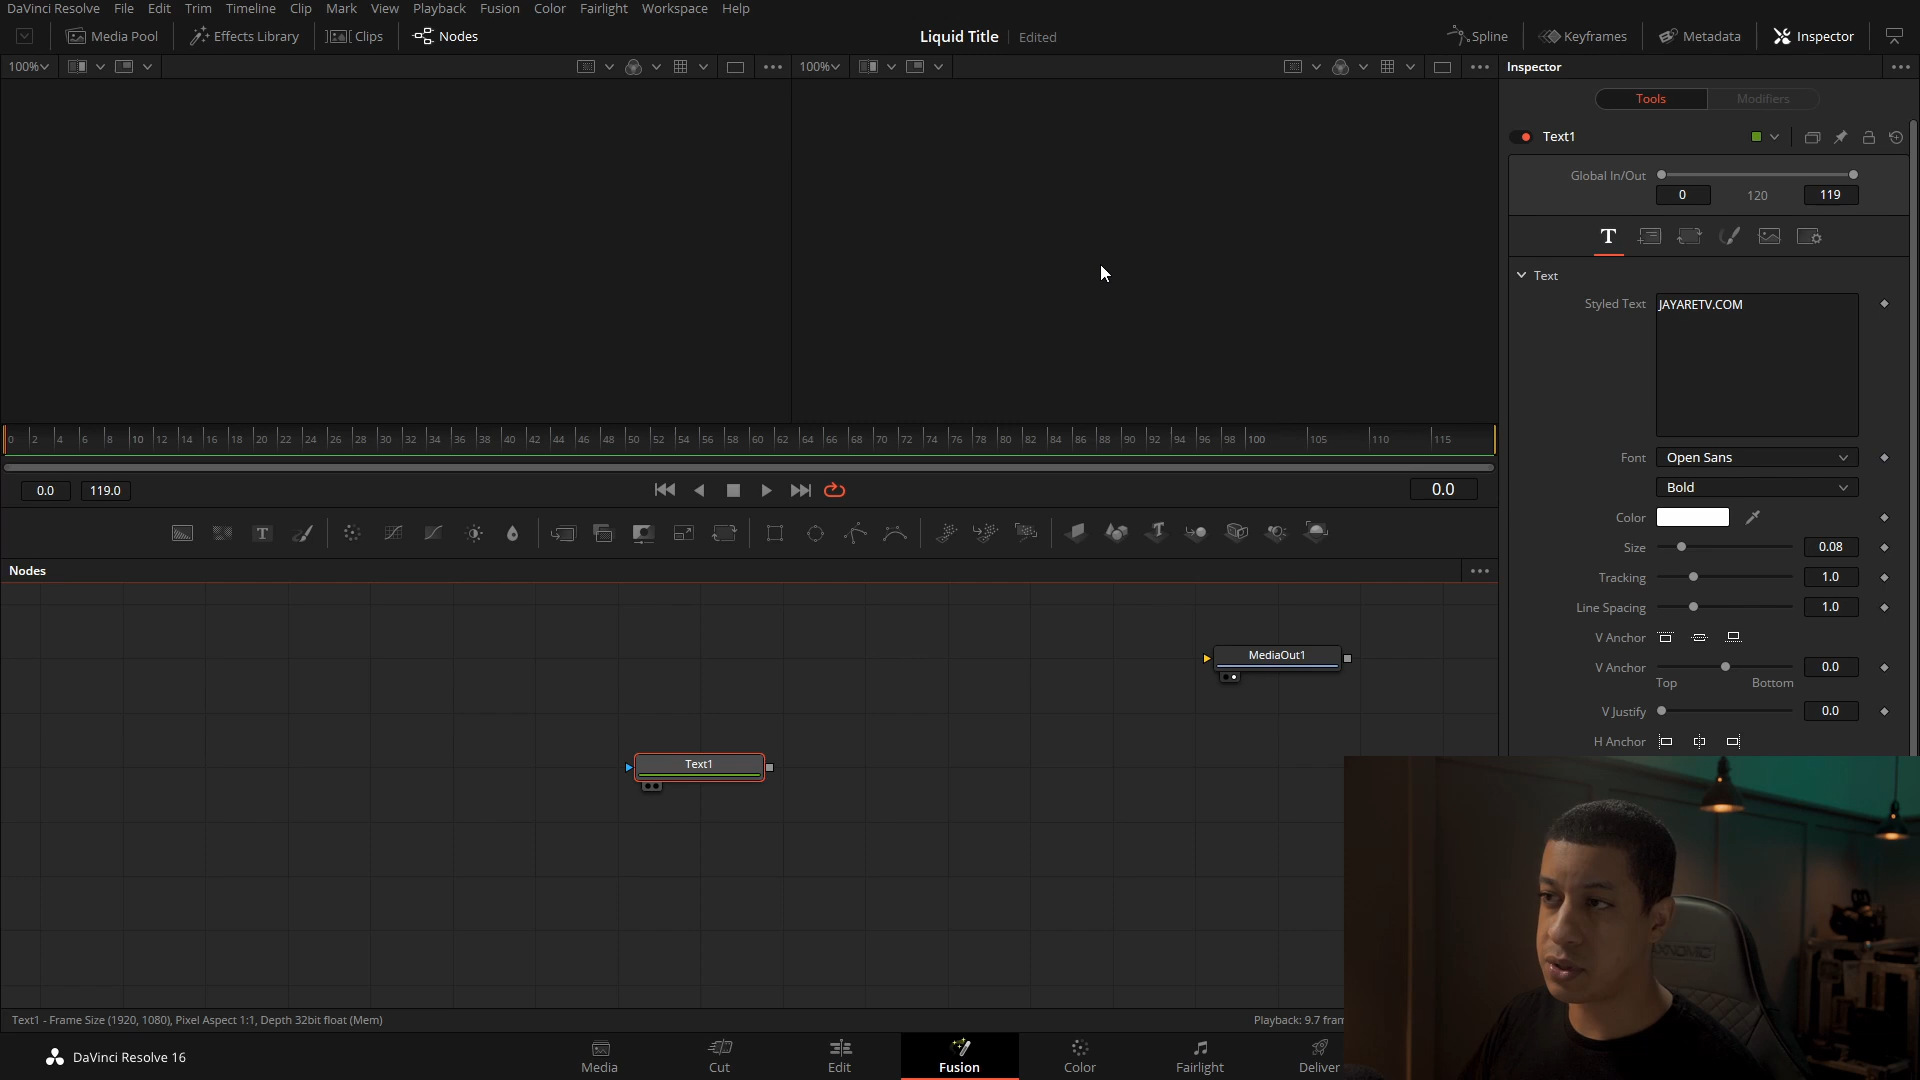 DaVinci Resolve File Edit Trim Timeline Clip Mark View Playback Fusion Color Fairlight Workspace Help
Media Pool Effects Library Clips Nodes Liquid Title Edited Spline Keyframes Metadata Inspector
100% 100% Inspector
Tools Modifiers
Text1
Global In/Out
0 120 119
T
Text
Styled Text JAYARETV.COM
0 2 4 6 8 10 12 14 16 18 20 22 24 26 28 30 32 34 36 38 40 42 44 46 48 50 52 54 56 58 60 62 64 66 68 70 72 74 76 78 80 82 84 86 88 90 92 94 96 98 100 105 110 115
Font Open Sans
0.0 119.0 0.0 Bold
Color
Size 0.08
Nodes Tracking 1.0
Line Spacing 1.0
V Anchor
MediaOut1
V Anchor 0.0
Top Bottom
V Justify 0.0
H Anchor
Text1
Text1 - Frame Size (1920, 1080), Pixel Aspect 1:1, Depth 32bit float (Mem) Playback: 9.7 fram
DaVinci Resolve 16 Media Cut Edit Fusion Color Fairlight Deliver